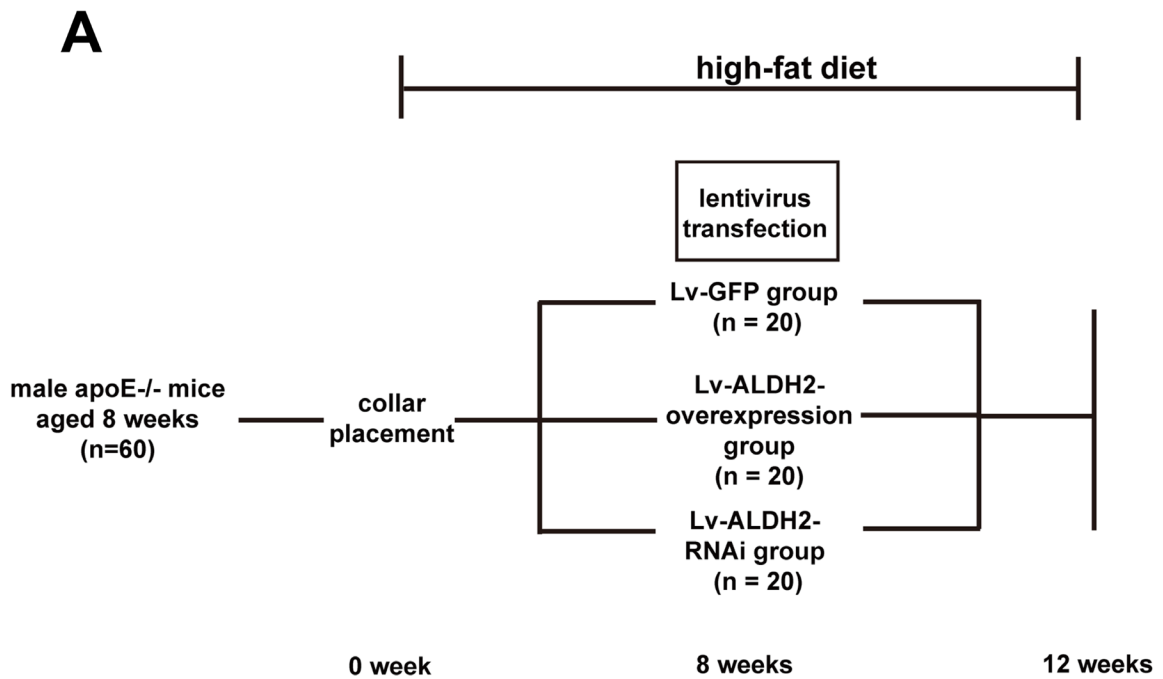 A
high-fat diet
lentivirus
transfection
Lv-GFP group
(n = 20)
male apoE-/- mice
aged 8 weeks
(n=60)
collar
placement
Lv-ALDH2-
overexpression
group
(n = 20)
Lv-ALDH2-
RNAi group
(n = 20)
0 week
8 weeks
12 weeks